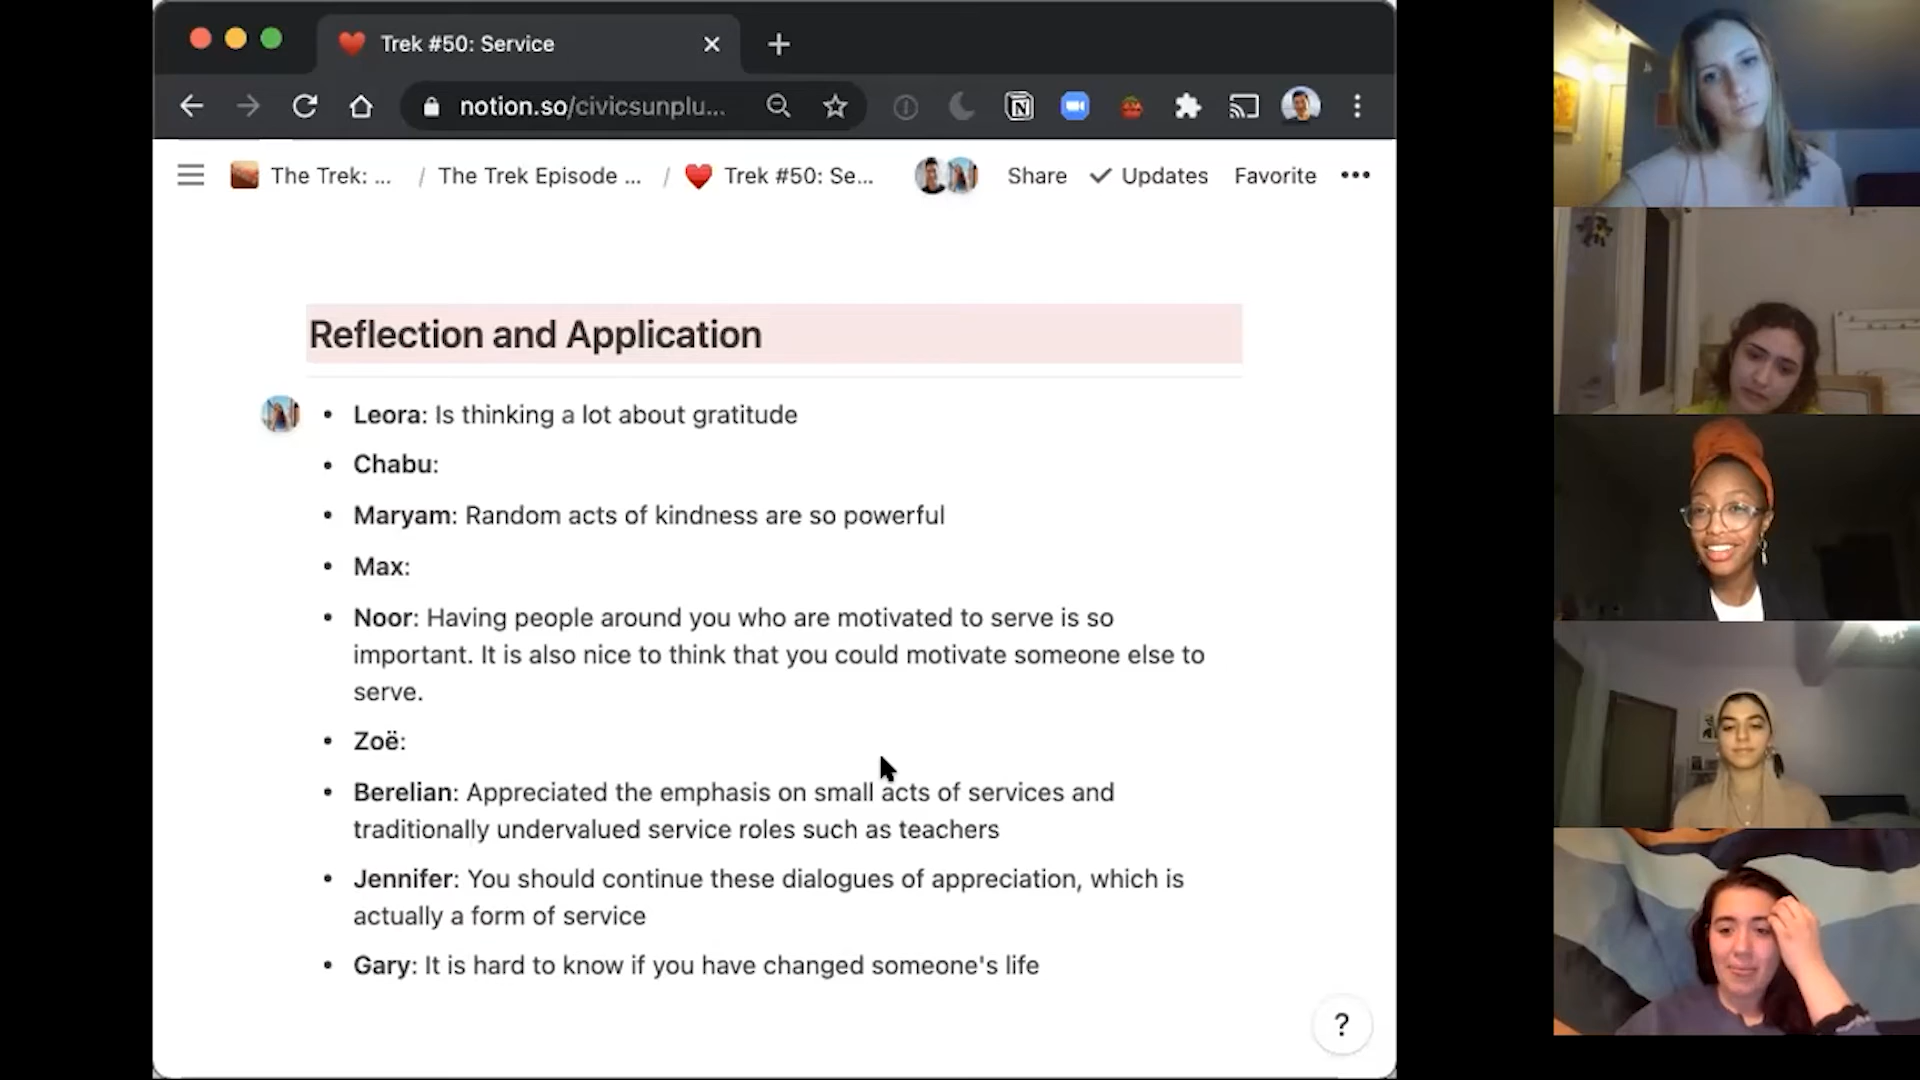 Trek #50: Service
notion.so/civicsunplu...
The Trek: ... / The Trek Episode ... / Trek #50: Se... Share Updates Favorite
Reflection and Application
• Leora: Is thinking a lot about gratitude
• Chabu:
• Maryam: Random acts of kindness are so powerful
• Max:
• Noor: Having people around you who are motivated to serve is so
important. It is also nice to think that you could motivate someone else to
serve.
• Zoë:
• Berelian: Appreciated the emphasis on small acts of services and
traditionally undervalued service roles such as teachers
• Jennifer: You should continue these dialogues of appreciation, which is
actually a form of service
• Gary: It is hard to know if you have changed someone's life
?